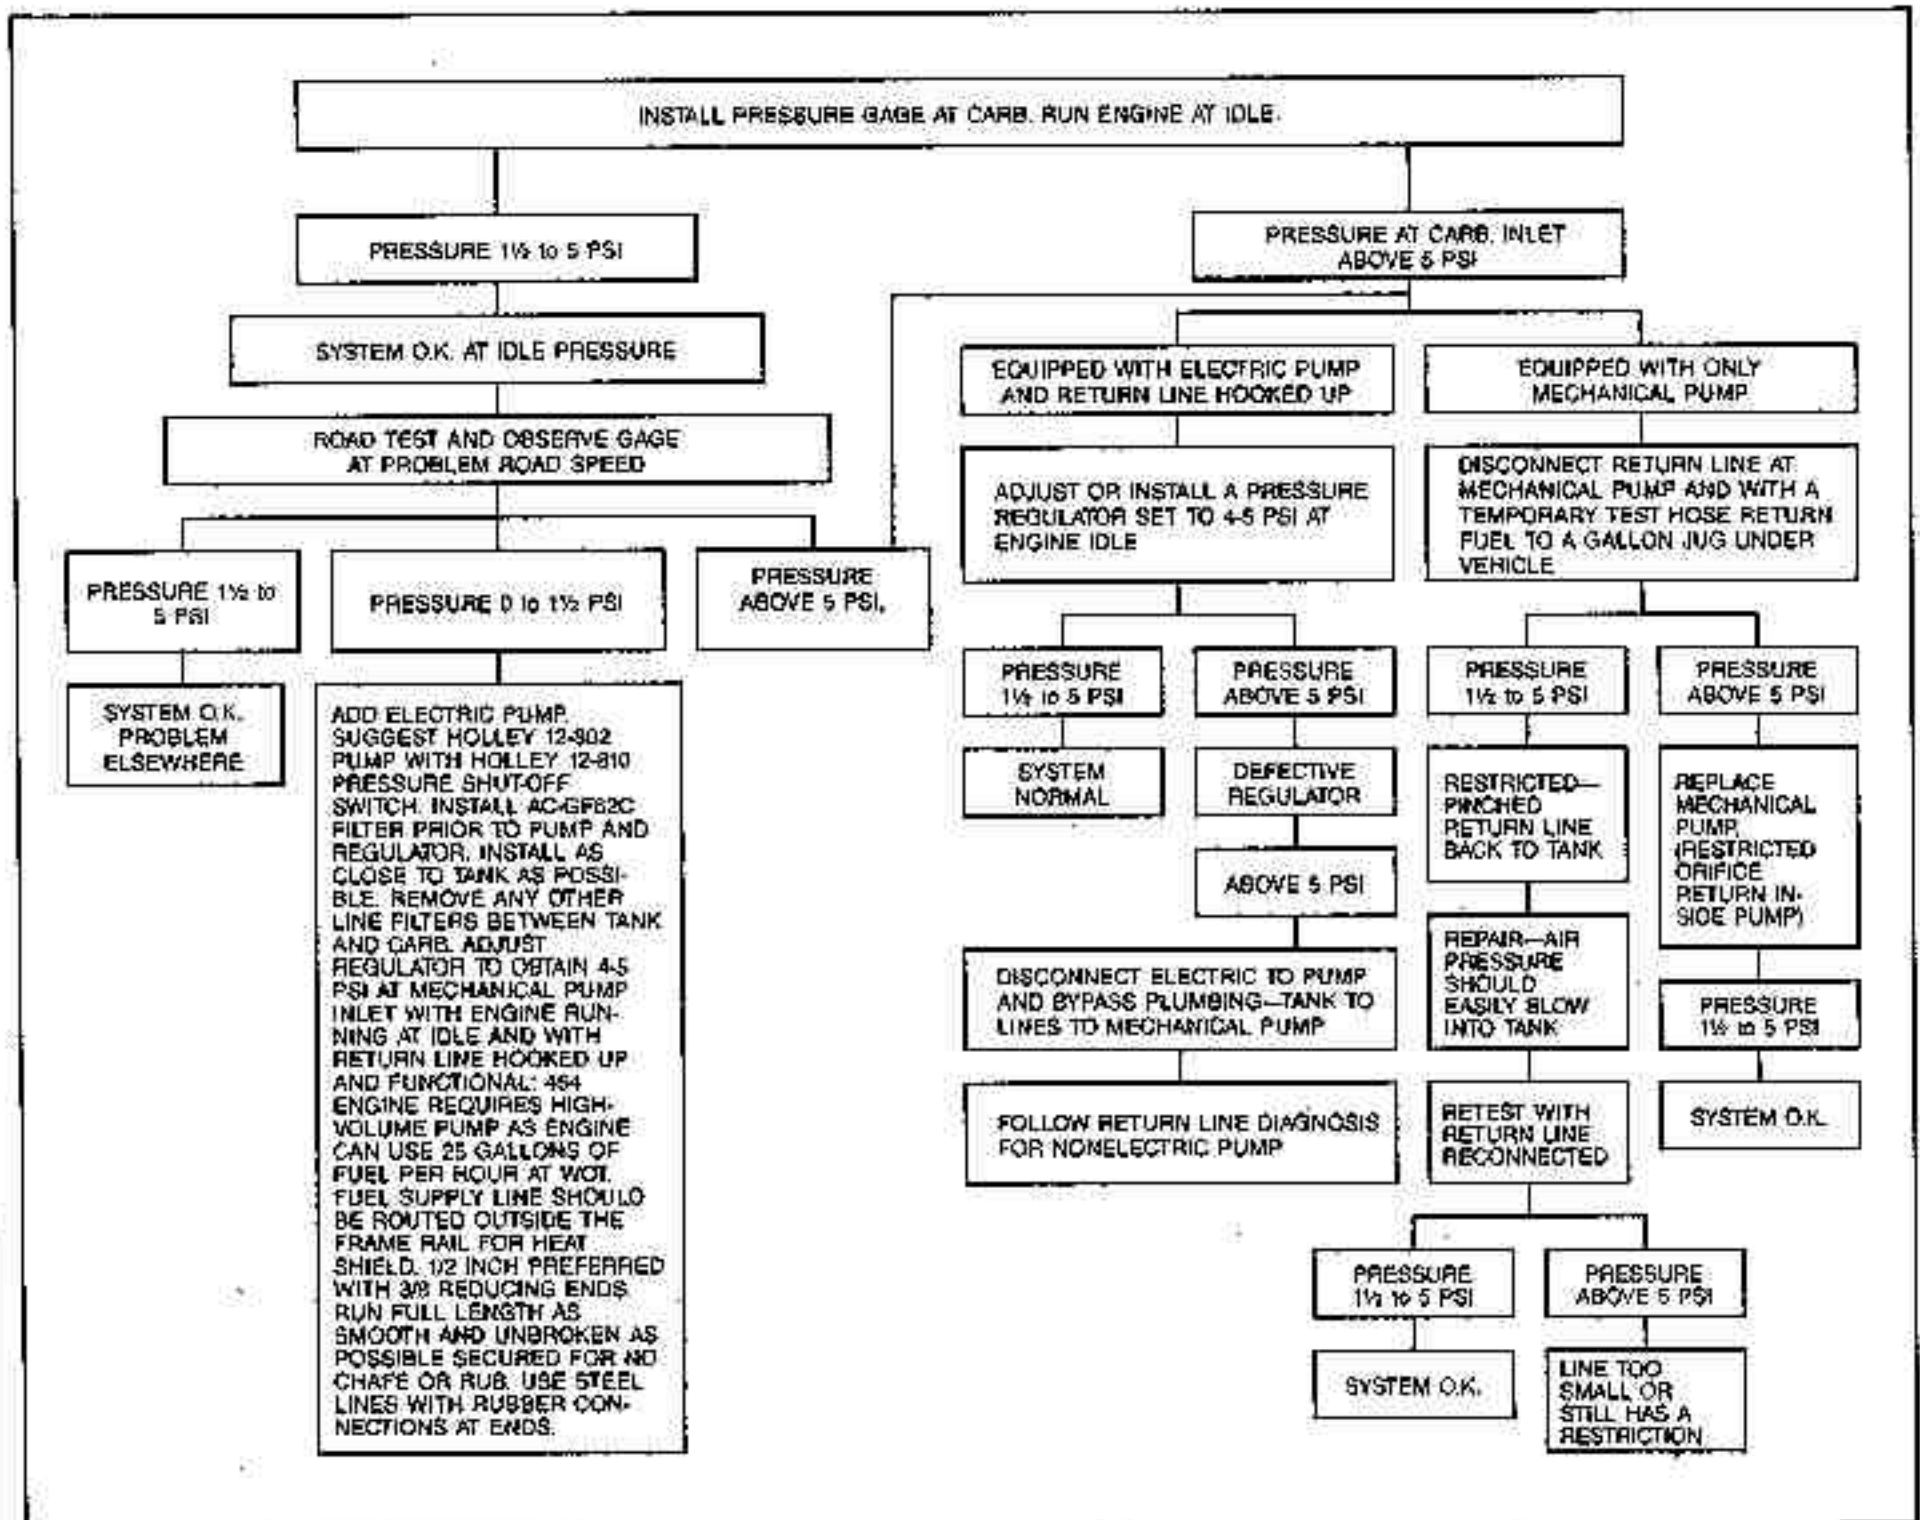 INSTALL PRESSURE GAGE AT CARB. RUN ENGINE AT IDLE.
PRESSURE 1½ to 5 PSI
PRESSURE AT CARB. INLET
ABOVE 5 PSI
SYSTEM O.K. AT IDLE PRESSURE
EQUIPPED WITH ELECTRIC PUMP
AND RETURN LINE HOOKED UP
EQUIPPED WITH ONLY
MECHANICAL PUMP
ROAD TEST AND OBSERVE GAGE
AT PROBLEM ROAD SPEED
ADJUST OR INSTALL A PRESSURE
REGULATOR SET TO 4-5 PSI AT
ENGINE IDLE
DISCONNECT RETURN LINE AT
MECHANICAL PUMP AND WITH A
TEMPORARY TEST HOSE RETURN
FUEL TO A GALLON JUG UNDER
VEHICLE
PRESSURE 1½ to
5 PSI
PRESSURE 0 to 1½ PSI
PRESSURE
ABOVE 5 PSI.
SYSTEM O.K.
PROBLEM
ELSEWHERE
ADD ELECTRIC PUMP.
SUGGEST HOLLEY 12-802
PUMP WITH HOLLEY 12-810
PRESSURE SHUT-OFF
SWITCH. INSTALL AC-GF62C
FILTER PRIOR TO PUMP AND
REGULATOR. INSTALL AS
CLOSE TO TANK AS POSSI-
BLE. REMOVE ANY OTHER
LINE FILTERS BETWEEN TANK
AND CARB. ADJUST
REGULATOR TO OBTAIN 4-5
PSI AT MECHANICAL PUMP
INLET WITH ENGINE RUN-
NING AT IDLE AND WITH
RETURN LINE HOOKED UP
AND FUNCTIONAL: 454
ENGINE REQUIRES HIGH-
VOLUME PUMP AS ENGINE
CAN USE 25 GALLONS OF
FUEL PER HOUR AT WOT.
FUEL SUPPLY LINE SHOULD
BE ROUTED OUTSIDE THE
FRAME RAIL FOR HEAT
SHIELD. 1/2 INCH PREFERRED
WITH 3/8 REDUCING ENDS.
RUN FULL LENGTH AS
SMOOTH AND UNBROKEN AS
POSSIBLE SECURED FOR NO
CHAFE OR RUB. USE STEEL
LINES WITH RUBBER CON-
NECTIONS AT ENDS.
PRESSURE
1½ to 5 PSI
PRESSURE
ABOVE 5 PSI
PRESSURE
1½ to 5 PSI
PRESSURE
ABOVE 5 PSI
SYSTEM
NORMAL
DEFECTIVE
REGULATOR
ABOVE 5 PSI
DISCONNECT ELECTRIC TO PUMP
AND BYPASS PLUMBING—TANK TO
LINES TO MECHANICAL PUMP
FOLLOW RETURN LINE DIAGNOSIS
FOR NONELECTRIC PUMP
RESTRICTED—
PINCHED
RETURN LINE
BACK TO TANK
REPAIR—AIR
PRESSURE
SHOULD
EASILY BLOW
INTO TANK
RETEST WITH
RETURN LINE
RECONNECTED
REPLACE
MECHANICAL
PUMP.
(RESTRICTED
ORIFICE
RETURN IN-
SIDE PUMP)
PRESSURE
1½ to 5 PSI
SYSTEM O.K.
PRESSURE
1½ to 5 PSI
PRESSURE
ABOVE 5 PSI
SYSTEM O.K.
LINE TOO
SMALL OR
STILL HAS A
RESTRICTION